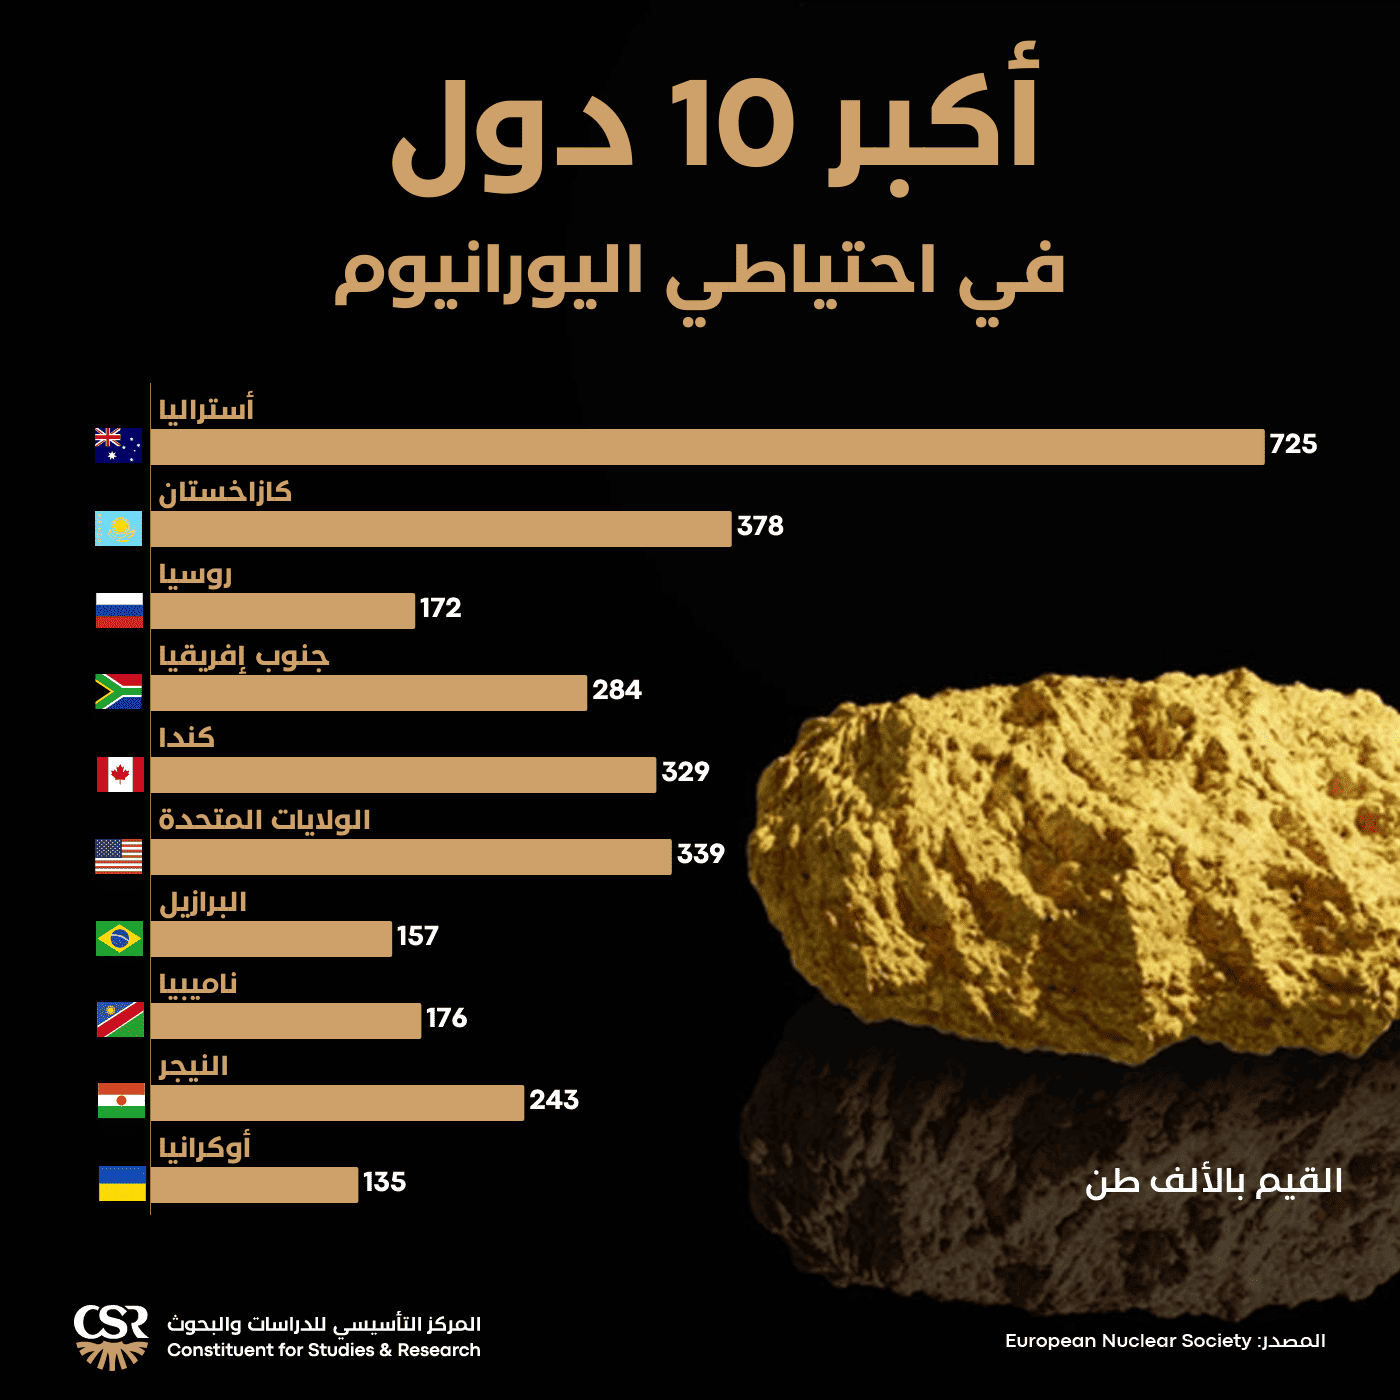 أكبر 10 دول
في احتياطي اليورانيوم
أستراليا
725
كازاخستان
378
روسيا
172
جنوب إفريقيا
284
كندا
329
الولايات المتحدة
339
البرازيل
157
ناميبيا
176
النيجر
243
أوكرانيا
135
القيم بالألف طن
CSR
المركز التأسيسي للدراسات والبحوث
Constituent for Studies & Research
المصدر: European Nuclear Society